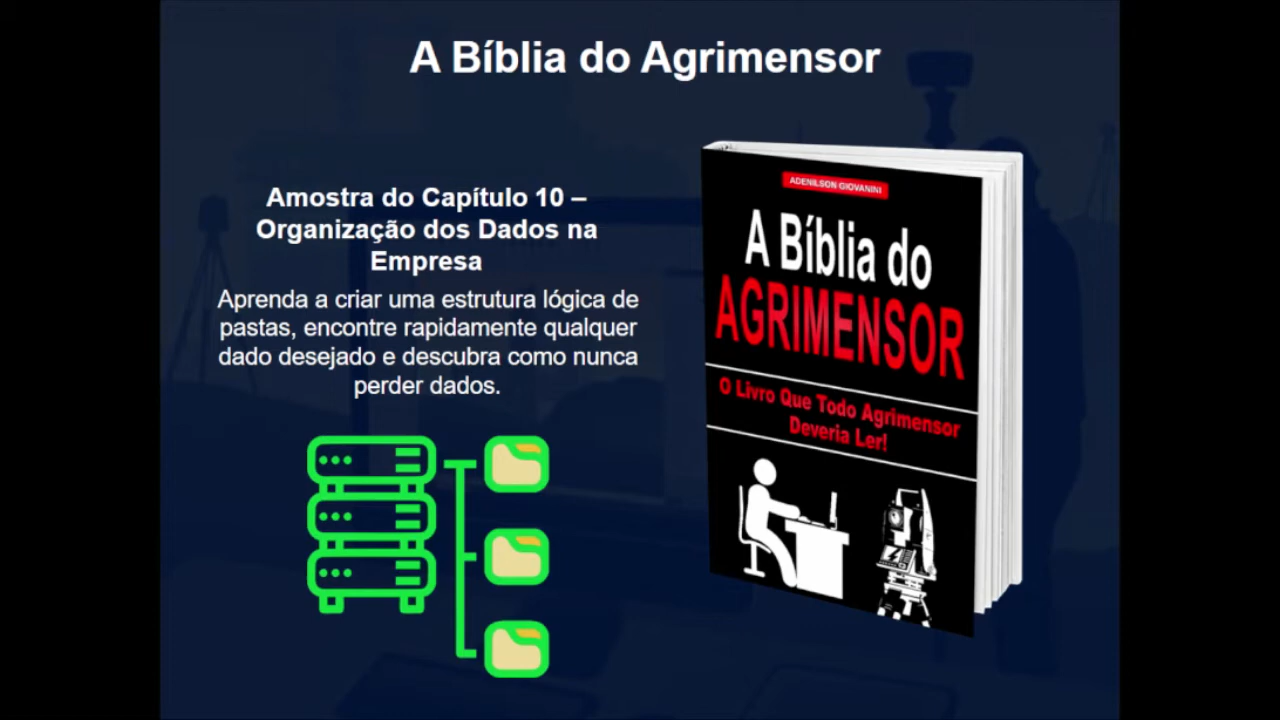 A Bíblia do Agrimensor
Amostra do Capítulo 10 –
Organização dos Dados na
Empresa
Aprenda a criar uma estrutura lógica de
pastas, encontre rapidamente qualquer
dado desejado e descubra como nunca
perder dados.
ADENILSON GIOVANINI
A Bíblia do
AGRIMENSOR
O Livro Que Todo Agrimensor
Deveria Ler!